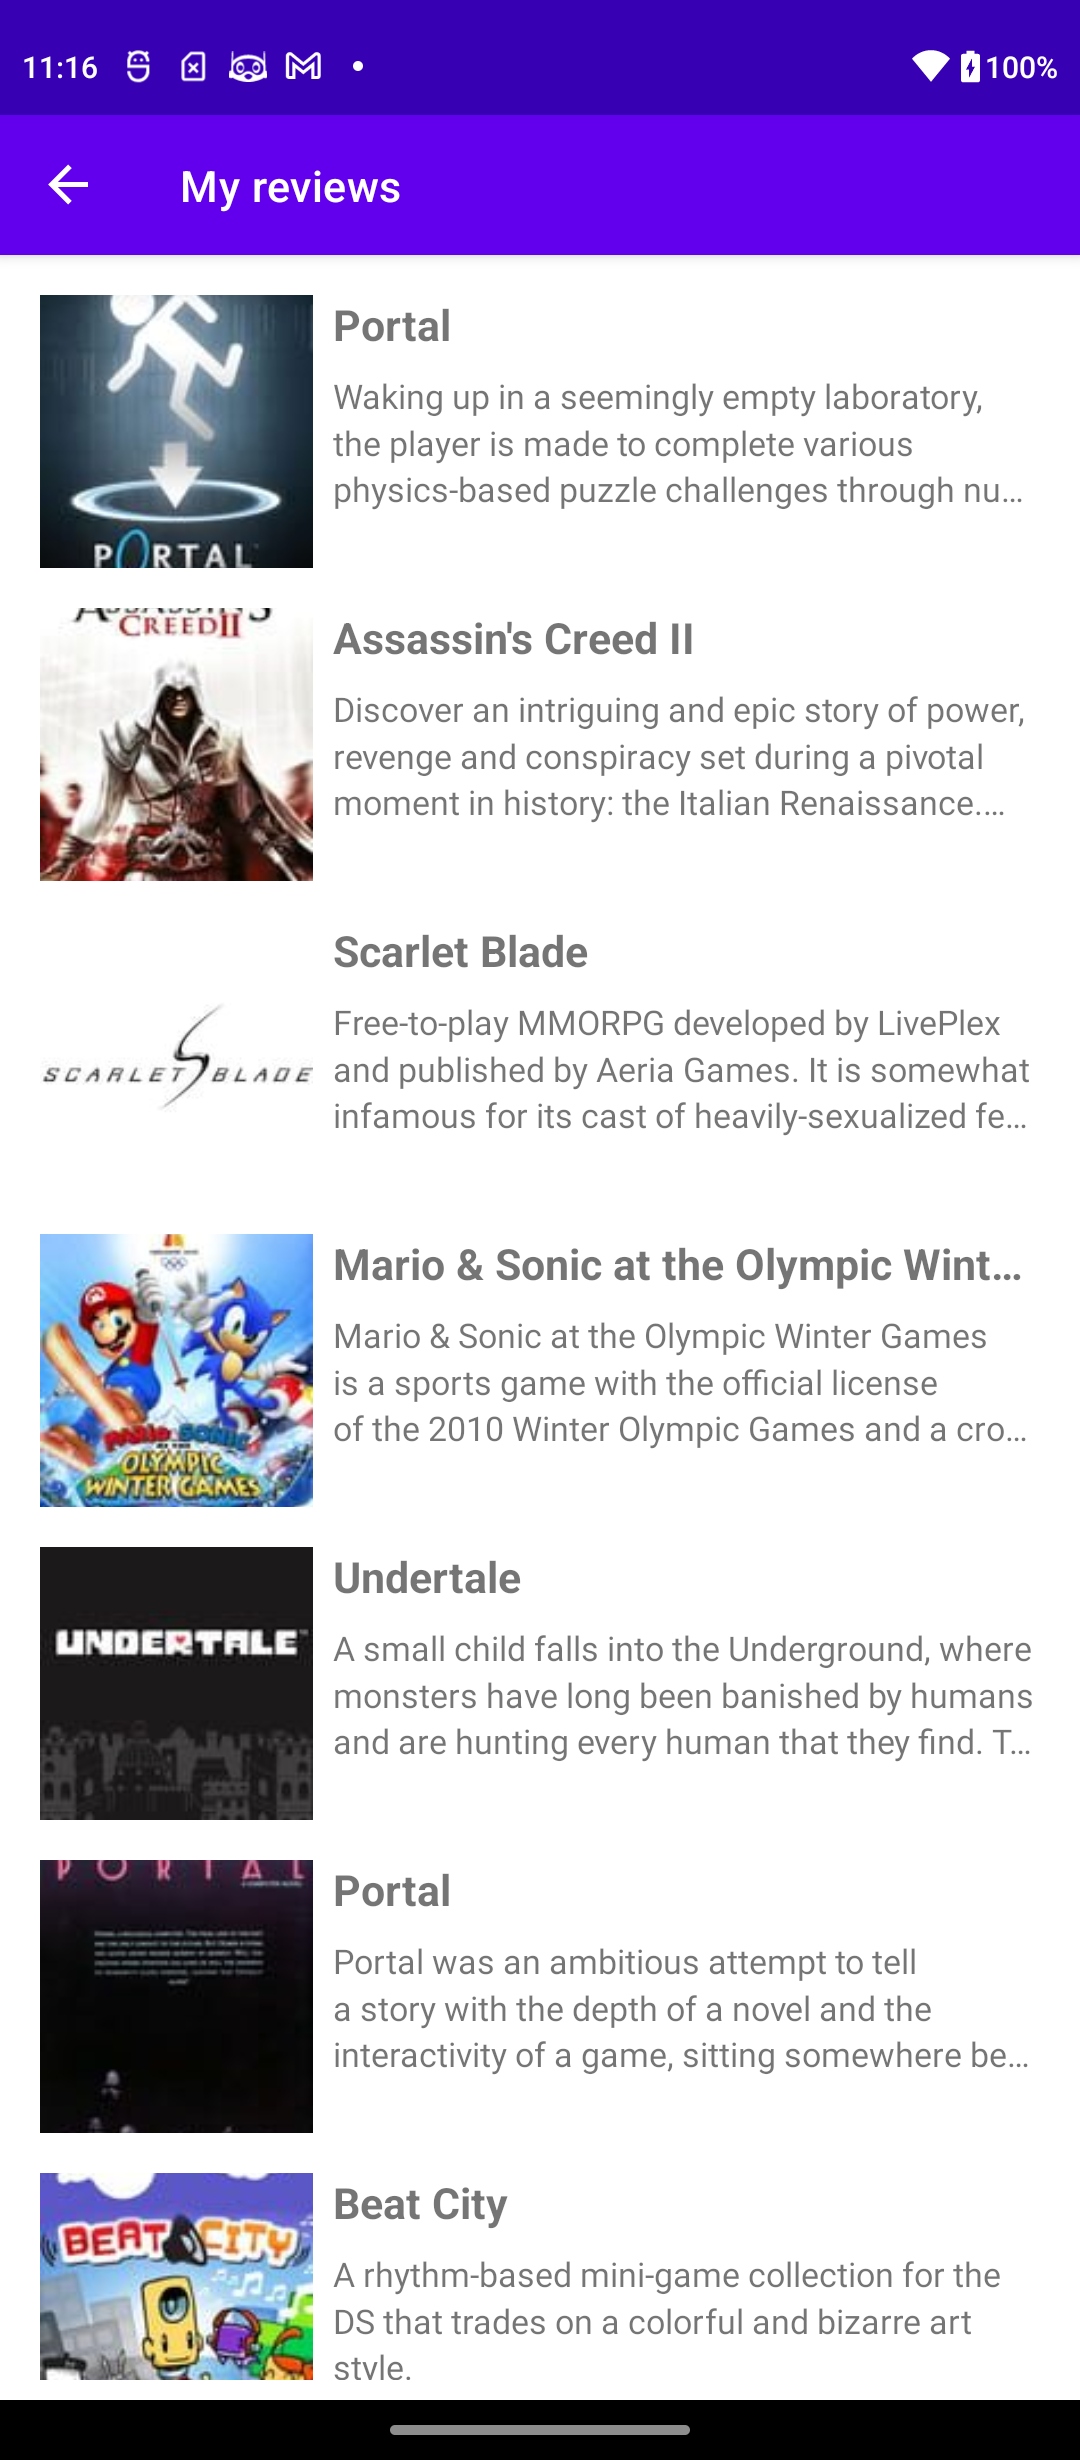 11:16
100%
My reviews
PORTAL
Portal
Waking up in a seemingly empty laboratory,
the player is made to complete various
physics-based puzzle challenges through nu…
ASSASSIN'S
CREED II
Assassin's Creed II
Discover an intriguing and epic story of power,
revenge and conspiracy set during a pivotal
moment in history: the Italian Renaissance.…
SCARLET BLADE
Scarlet Blade
Free-to-play MMORPG developed by LivePlex
and published by Aeria Games. It is somewhat
infamous for its cast of heavily-sexualized fe…
MARIO & SONIC
AT THE
OLYMPIC
WINTER GAMES
Mario & Sonic at the Olympic Wint…
Mario & Sonic at the Olympic Winter Games
is a sports game with the official license
of the 2010 Winter Olympic Games and a cro…
UNDERTALE
Undertale
A small child falls into the Underground, where
monsters have long been banished by humans
and are hunting every human that they find. T…
PORTAL
Portal
Portal was an ambitious attempt to tell
a story with the depth of a novel and the
interactivity of a game, sitting somewhere be…
BEAT CITY
Beat City
A rhythm-based mini-game collection for the
DS that trades on a colorful and bizarre art
style.